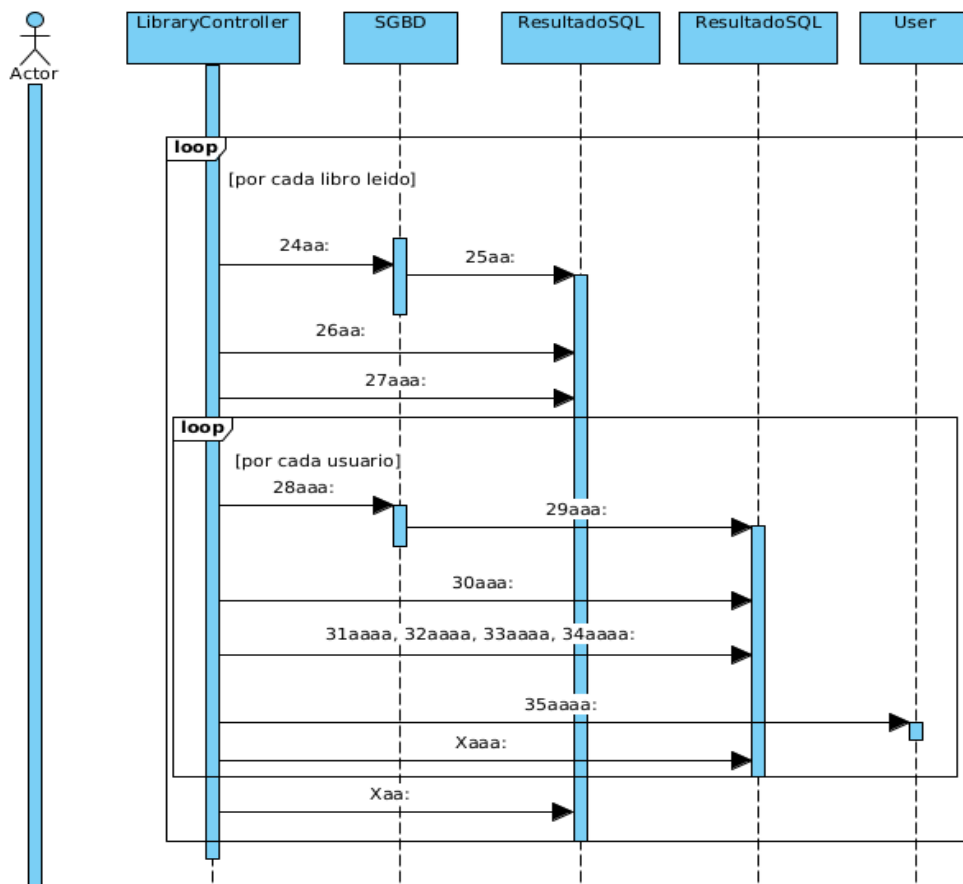 Actor
LibraryController
SGBD
ResultadoSQL
ResultadoSQL
User
loop
[por cada libro leido]
24aa:
25aa:
26aa:
27aaa:
loop
[por cada usuario]
28aaa:
29aaa:
30aaa:
31aaaa, 32aaaa, 33aaaa, 34aaaa:
35aaaa:
Xaaa:
Xaa: